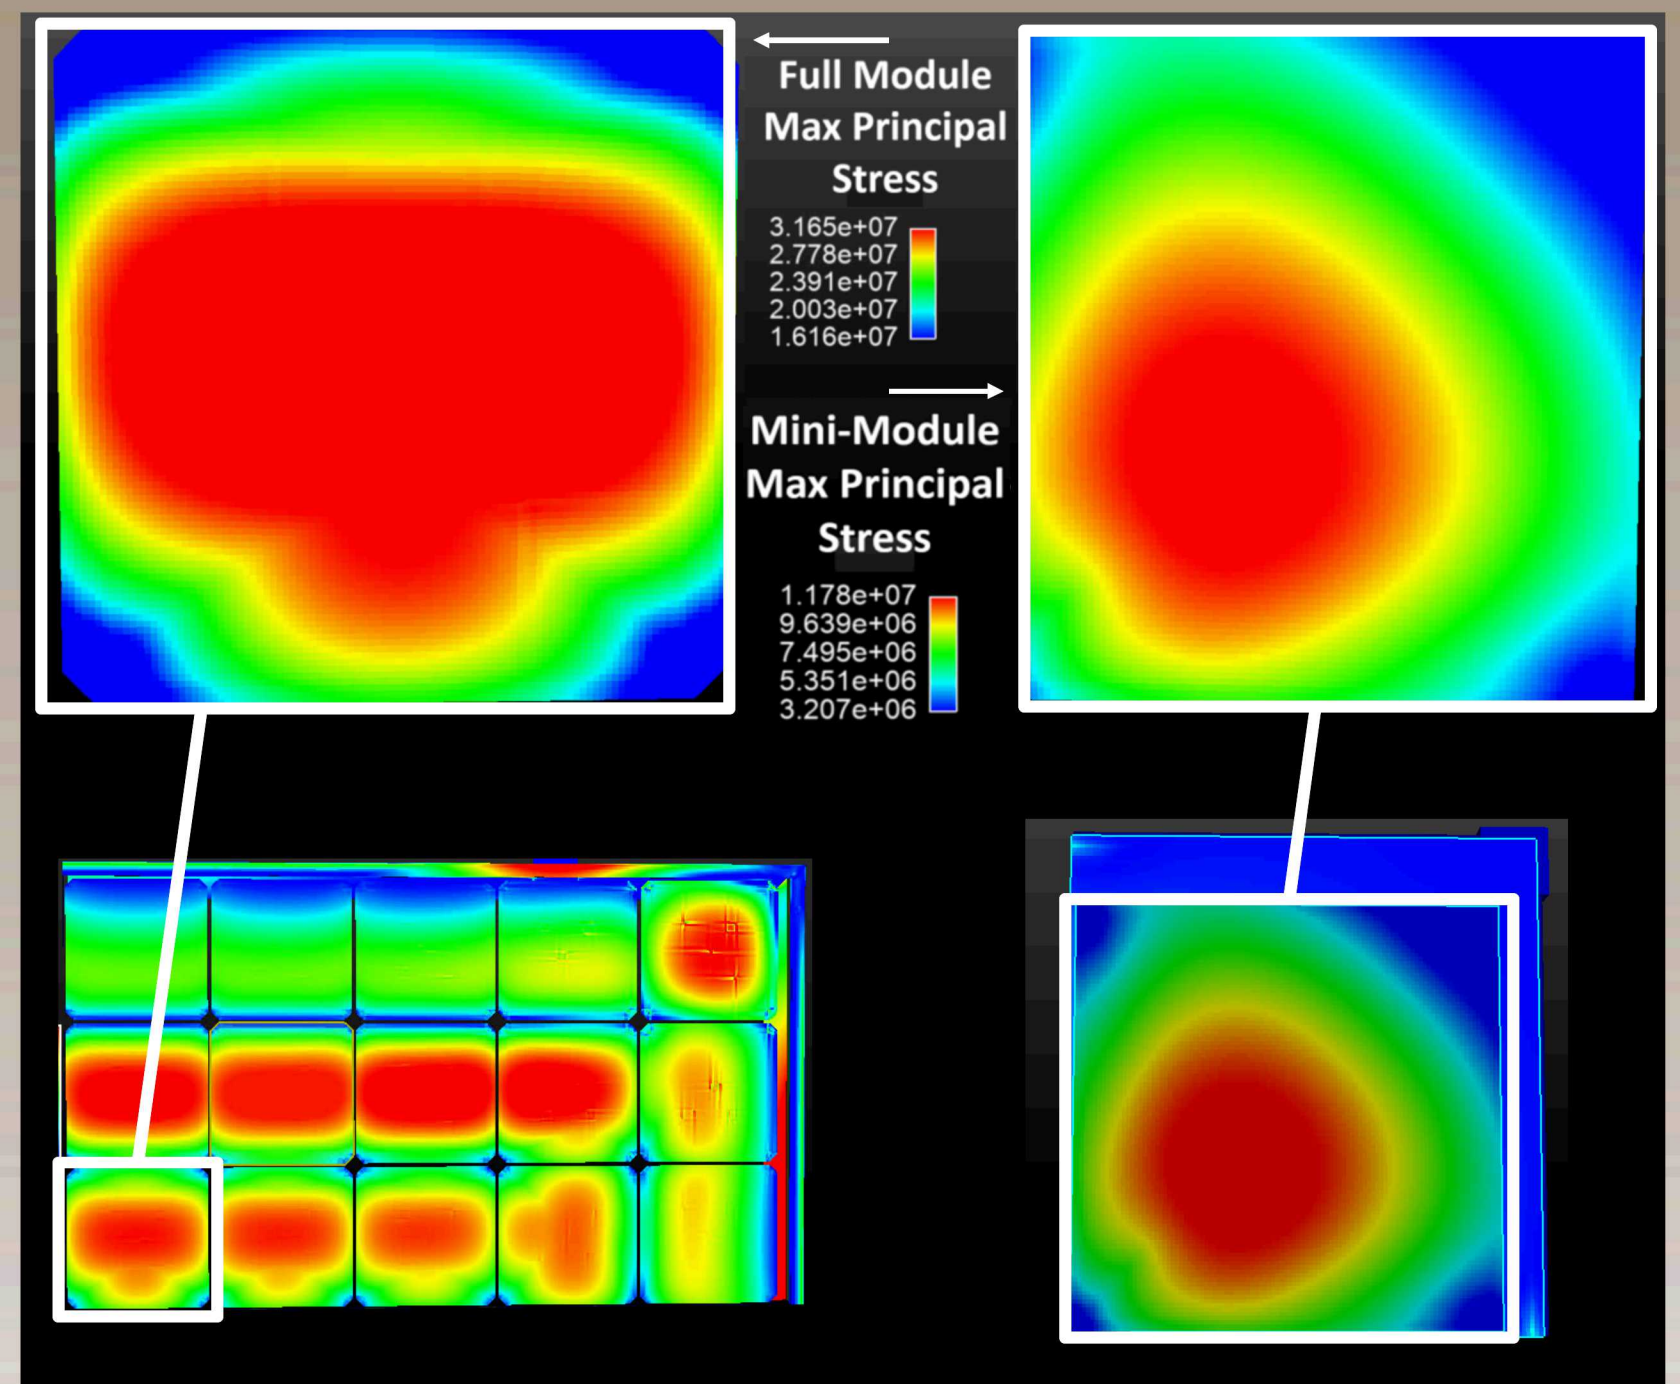 Full Module
Max Principal
Stress
3.165e+07
2.778e+07
2.391e+07
2.003e+07
1.616e+07
Mini-Module
Max Principal
Stress
1.178e+07
9.639e+06
7.495e+06
5.351e+06
3.207e+06